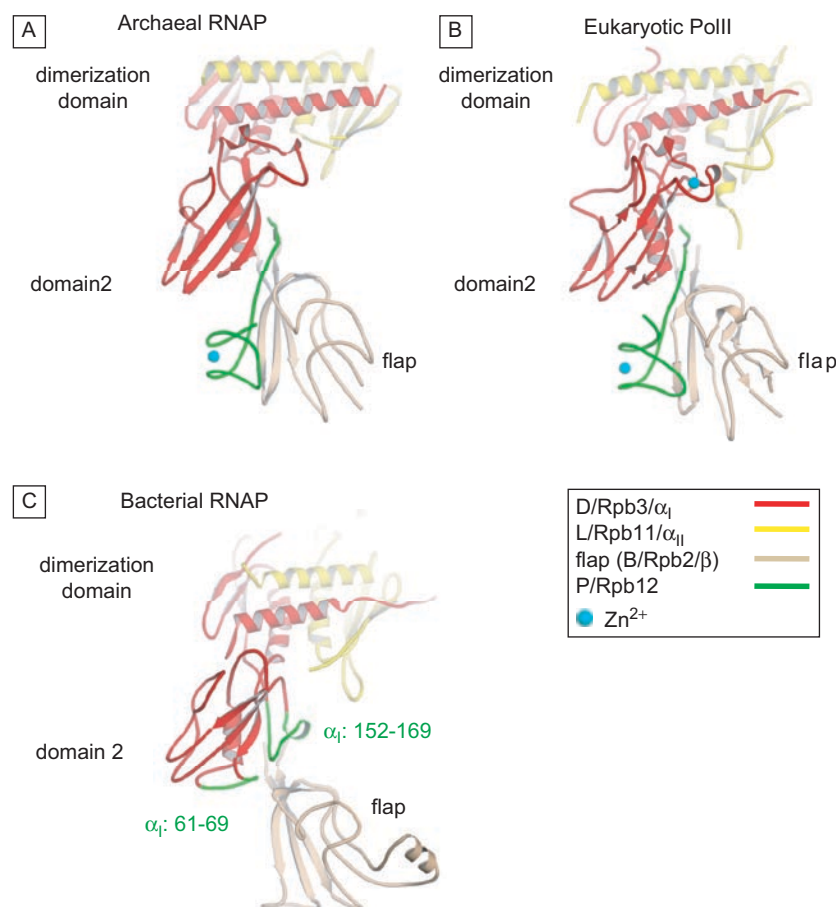 A
Archaeal RNAP
dimerization
domain
domain2
flap
B
Eukaryotic PolII
dimerization
domain
domain2
flap
C
Bacterial RNAP
dimerization
domain
domain 2
αI: 152-169
αI: 61-69
flap
D/Rpb3/αI
L/Rpb11/αII
flap (B/Rpb2/β)
P/Rpb12
Zn2+